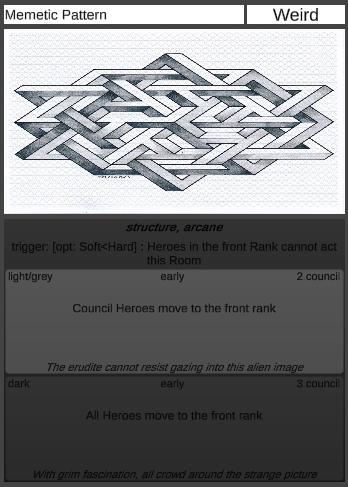 Memetic Pattern
Weird
structure, arcane
trigger: [opt: Soft<Hard] : Heroes in the front Rank cannot act
this Room
light/grey early 2 council
Council Heroes move to the front rank
The erudite cannot resist gazing into this alien image
dark early 3 council
All Heroes move to the front rank
With grim fascination, all crowd around the strange picture